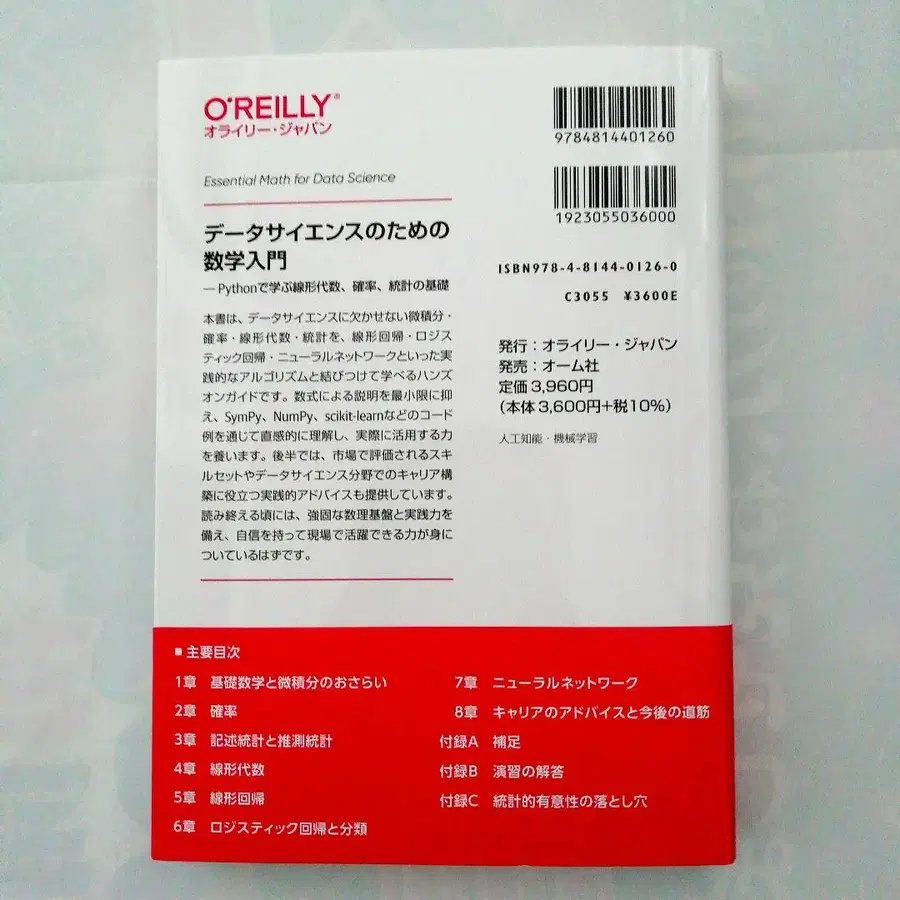 O'REILLY®
オライリー・ジャパン
Essential Math for Data Science
データサイエンスのための
数学入門
―Pythonで学ぶ線形代数、確率、統計の基礎
本書は、データサイエンスに欠かせない微積分・
確率・線形代数・統計を、線形回帰・ロジス
ティック回帰・ニューラルネットワークといった実
践的なアルゴリズムと結びつけて学べるハンズ
オンガイドです。数式による説明を最小限に抑
え、SymPy、NumPy、scikit-learnなどのコード
例を通じて直感的に理解し、実際に活用する力
を養います。後半では、市場で評価されるスキ
ルセットやデータサイエンス分野でのキャリア構
築に役立つ実践的アドバイスも提供しています。
読み終える頃には、強固な数理基盤と実践力を
備え、自信を持って現場で活躍できる力が身に
ついているはずです。
9784814401260
1923055036000
ISBN978-4-8144-0126-0
C3055 ¥3600E
発行：オライリー・ジャパン
発売：オーム社
定価3,960円
（本体3,600円+税10%）
人工知能・機械学習
■ 主要目次
1章 基礎数学と微積分のおさらい
2章 確率
3章 記述統計と推測統計
4章 線形代数
5章 線形回帰
6章 ロジスティック回帰と分類
7章 ニューラルネットワーク
8章 キャリアのアドバイスと今後の道筋
付録A 補足
付録B 演習の解答
付録C 統計的有意性の落とし穴